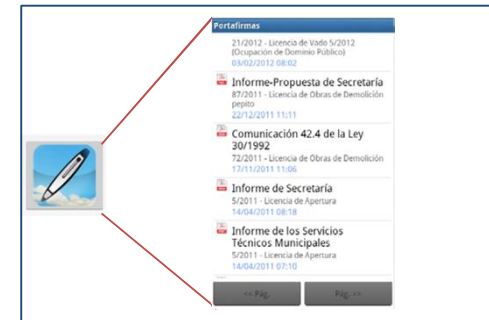 Portafirmas
21/2012 - Licencia de Vado 5/2012
(Ocupación de Dominio Público)
03/02/2012 08:02
Informe-Propuesta de Secretaría
87/2011 - Licencia de Obras de Demolición
pepito
22/12/2011 11:11
Comunicación 42.4 de la Ley
30/1992
72/2011 - Licencia de Obras de Demolición
17/11/2011 11:06
Informe de Secretaría
5/2011 - Licencia de Apertura
14/04/2011 08:18
Informe de los Servicios
Técnicos Municipales
5/2011 - Licencia de Apertura
14/04/2011 07:10
<< Pág. Pág. >>